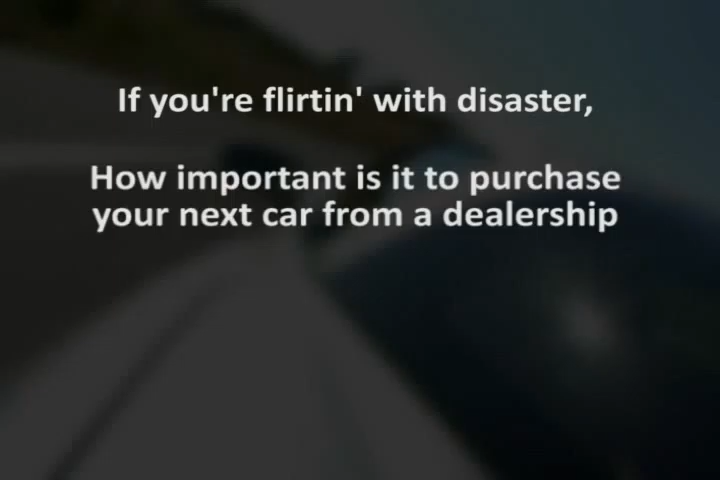 If you're flirtin' with disaster,
How important is it to purchase
your next car from a dealership